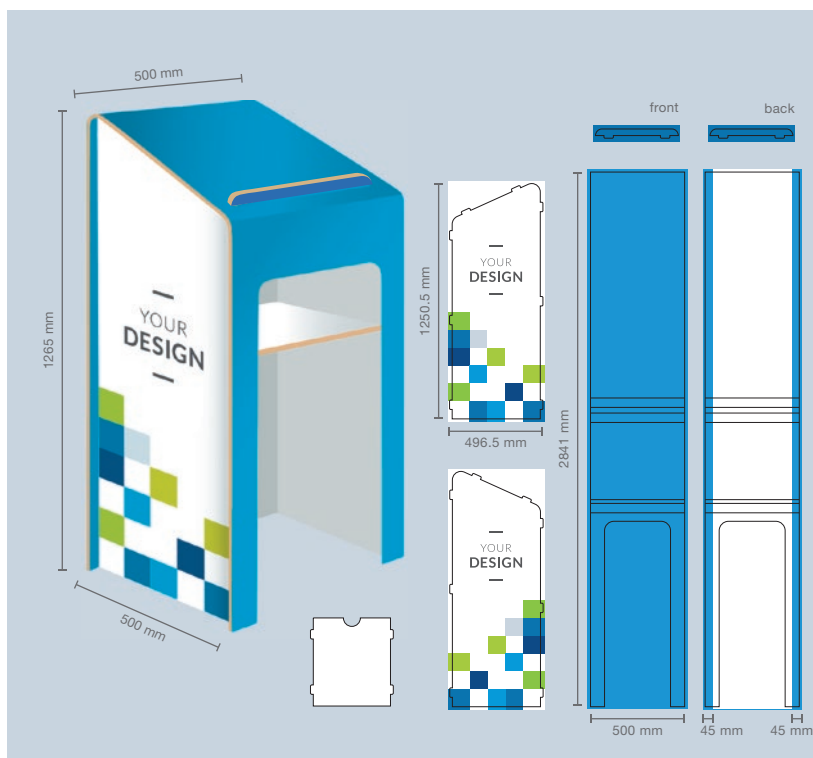 500 mm
front
back
1265 mm
YOUR
DESIGN
500 mm
1250.5 mm
YOUR
DESIGN
496.5 mm
YOUR
DESIGN
2841 mm
500 mm
45 mm
45 mm